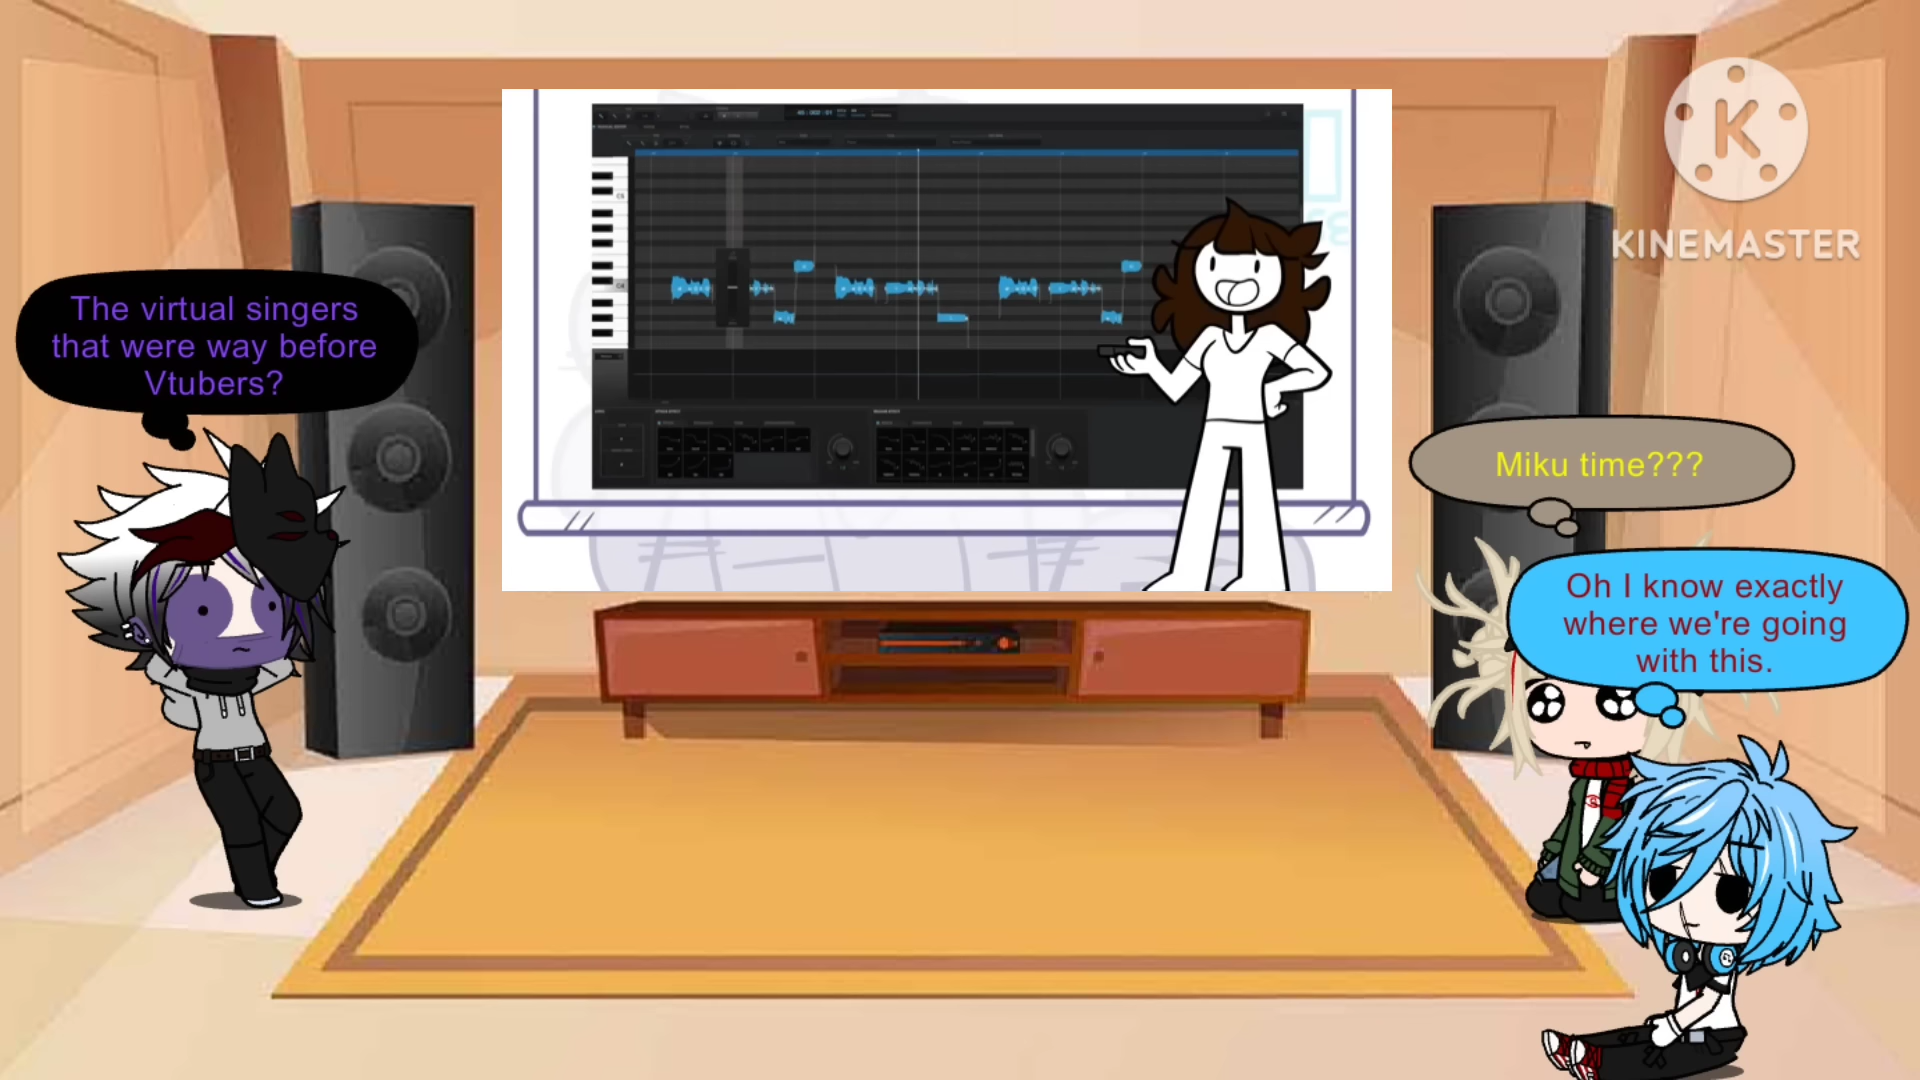 K
KINEMASTER
The virtual singers
that were way before
Vtubers?
Miku time???
Oh I know exactly
where we're going
with this.